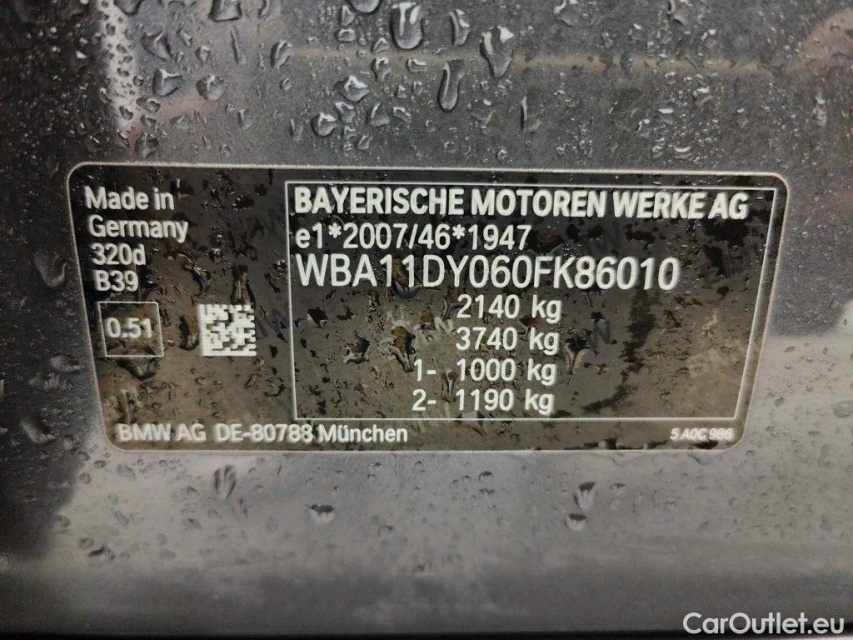 Made in
Germany
320d
B39
0.51
BAYERISCHE MOTOREN WERKE AG
e1*2007/46*1947
WBA11DY060FK86010
2140 kg
3740 kg
1- 1000 kg
2- 1190 kg
BMW AG DE-80788 München
5 A0C 986
CarOutlet.eu